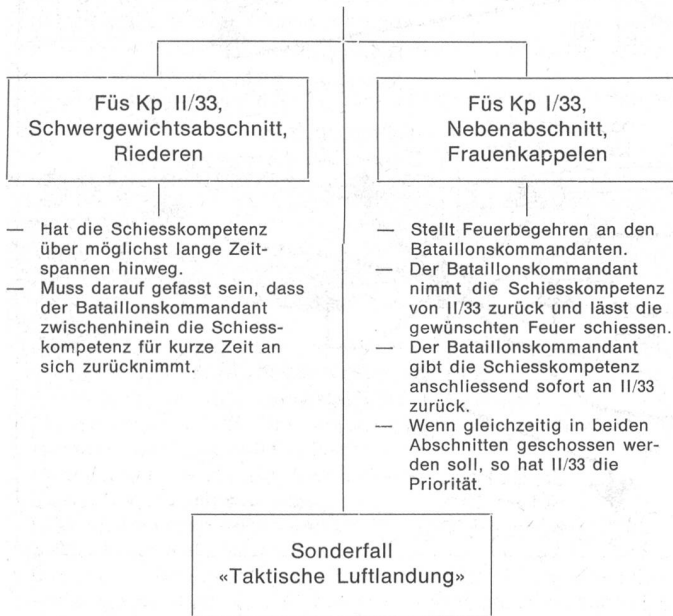 Füs Kp II/33,
Schwergewichtsabschnitt,
Riederen
— Hat die Schiesskompetenz
über möglichst lange Zeit-
spannen hinweg.
— Muss darauf gefasst sein, dass
der Bataillonskommandant
zwischenhinein die Schiess-
kompetenz für kurze Zeit an
sich zurücknimmt.
Füs Kp I/33,
Nebenabschnitt,
Frauenkappelen
— Stellt Feuerbegehren an den
Bataillonskommandanten.
— Der Bataillonskommandant
nimmt die Schiesskompetenz
von II/33 zurück und lässt die
gewünschten Feuer schiessen.
— Der Bataillonskommandant
gibt die Schiesskompetenz
anschliessend sofort an II/33
zurück.
— Wenn gleichzeitig in beiden
Abschnitten geschossen wer-
den soll, so hat II/33 die
Priorität.
Sonderfall
«Taktische Luftlandung»